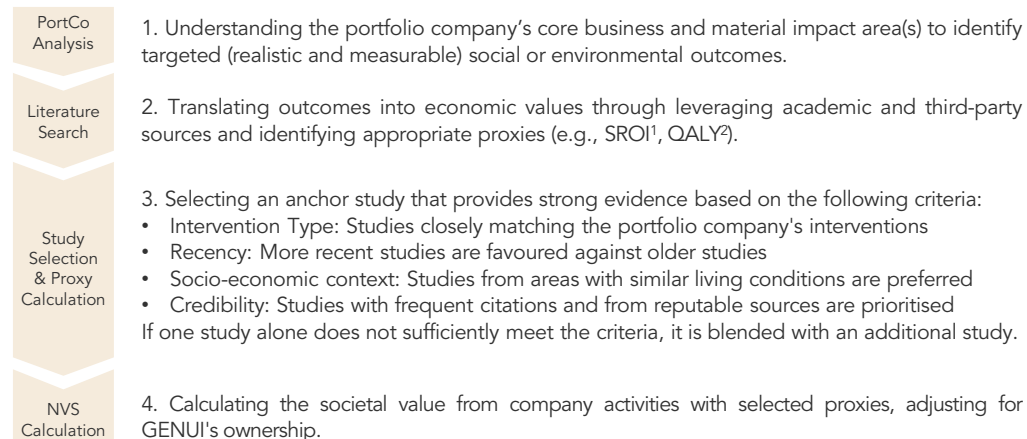 PortCo
Analysis
1. Understanding the portfolio company's core business and material impact area(s) to identify
targeted (realistic and measurable) social or environmental outcomes.
Literature
Search
2. Translating outcomes into economic values through leveraging academic and third-party
sources and identifying appropriate proxies (e.g., SROI¹, QALY²).
Study
Selection
& Proxy
Calculation
3. Selecting an anchor study that provides strong evidence based on the following criteria:
• Intervention Type: Studies closely matching the portfolio company's interventions
• Recency: More recent studies are favoured against older studies
• Socio-economic context: Studies from areas with similar living conditions are preferred
• Credibility: Studies with frequent citations and from reputable sources are prioritised
If one study alone does not sufficiently meet the criteria, it is blended with an additional study.
NVS
Calculation
4. Calculating the societal value from company activities with selected proxies, adjusting for
GENUI's ownership.